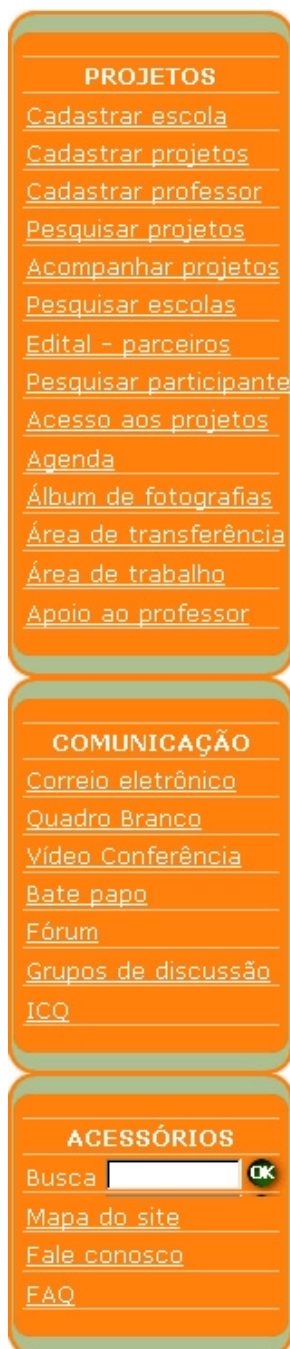 PROJETOS
Cadastrar escola
Cadastrar projetos
Cadastrar professor
Pesquisar projetos
Acompanhar projetos
Pesquisar escolas
Edital - parceiros
Pesquisar participante
Acesso aos projetos
Agenda
Álbum de fotografias
Área de transferência
Área de trabalho
Apoio ao professor
COMUNICAÇÃO
Correio eletrônico
Quadro Branco
Vídeo Conferência
Bate papo
Fórum
Grupos de discussão
ICQ
ACESSÓRIOS
Busca OK
Mapa do site
Fale conosco
FAQ